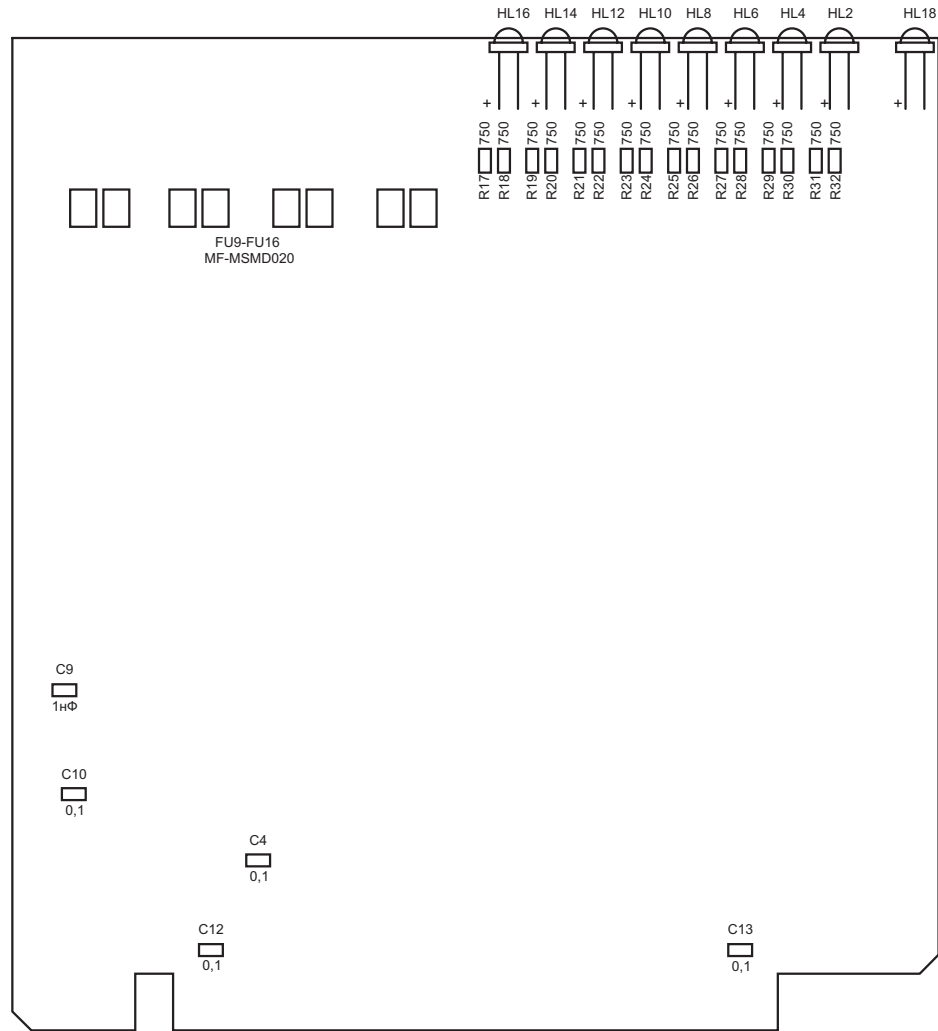 HL16 HL14 HL12 HL10 HL8 HL6 HL4 HL2 HL18
+ + + + + + + + +
750 750 750 750 750 750 750 750 750 750 750 750 750 750 750 750
R17 R18 R19 R20 R21 R22 R23 R24 R25 R26 R27 R28 R29 R30 R31 R32
FU9-FU16
MF-MSMD020
C9
1нФ
C10
0,1
C4
0,1
C12 C13
0,1 0,1